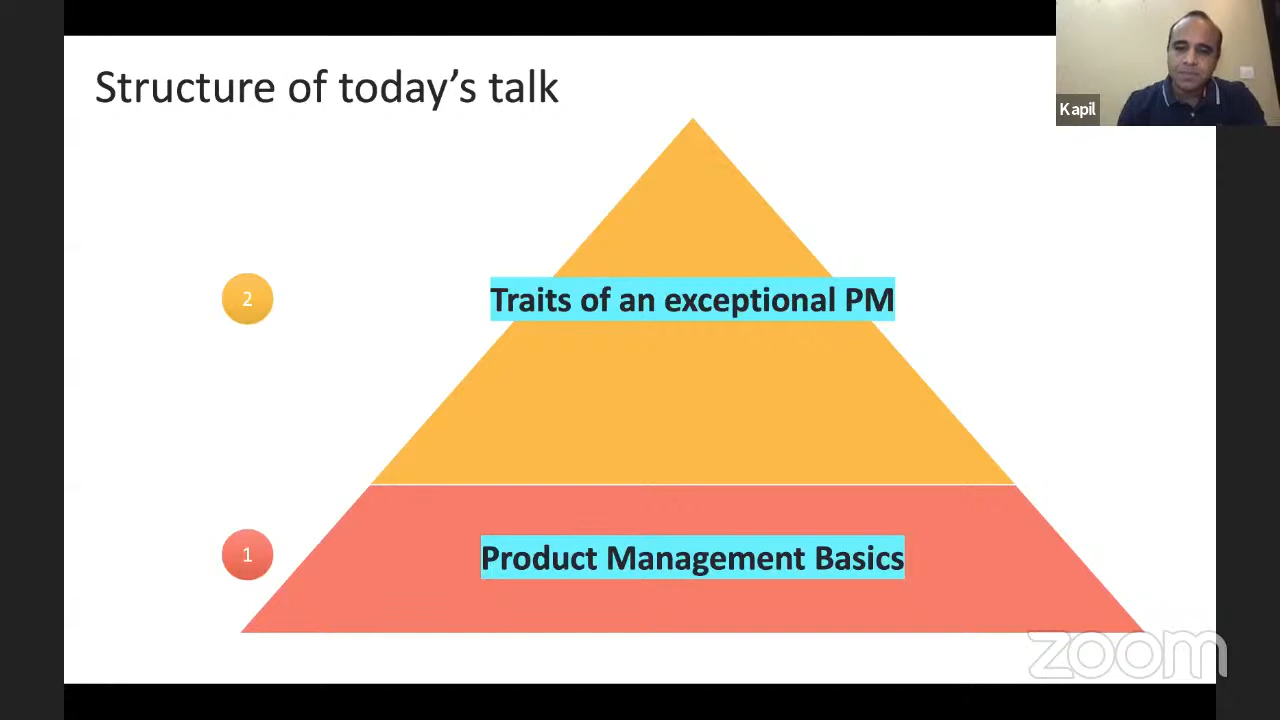 Structure of today's talk
Kapil
2
Traits of an exceptional PM
1
Product Management Basics
zoom